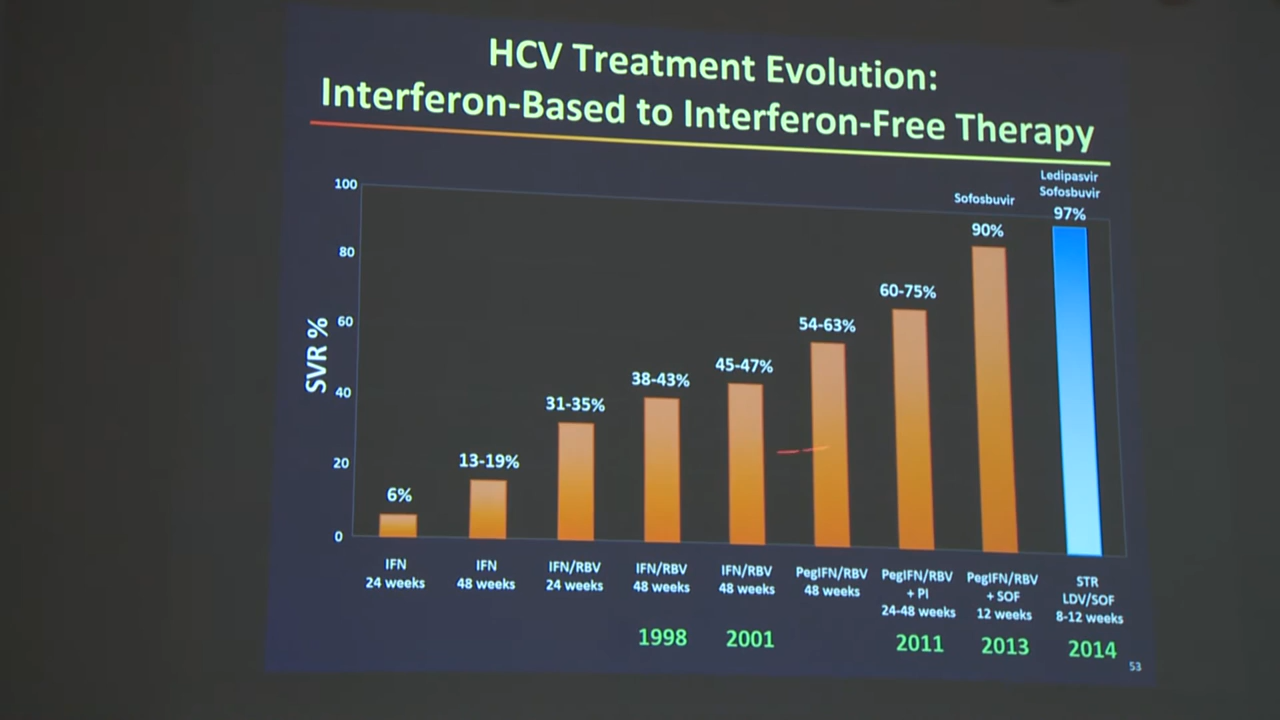 HCV Treatment Evolution:
Interferon-Based to Interferon-Free Therapy
Ledipasvir
Sofosbuvir
Sofosbuvir
100
80
60
40
20
0
SVR %
6%
13-19%
31-35%
38-43%
45-47%
54-63%
60-75%
90%
97%
IFN
24 weeks
IFN
48 weeks
IFN/RBV
24 weeks
IFN/RBV
48 weeks
IFN/RBV
48 weeks
PegIFN/RBV
48 weeks
PegIFN/RBV
+ PI
24-48 weeks
PegIFN/RBV
+ SOF
12 weeks
STR
LDV/SOF
8-12 weeks
1998
2001
2011
2013
2014
53